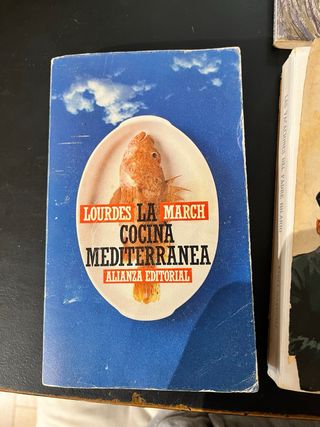 LOURDES LA MARCH
COCINA
MEDITERRANEA
ALIANZA EDITORIAL